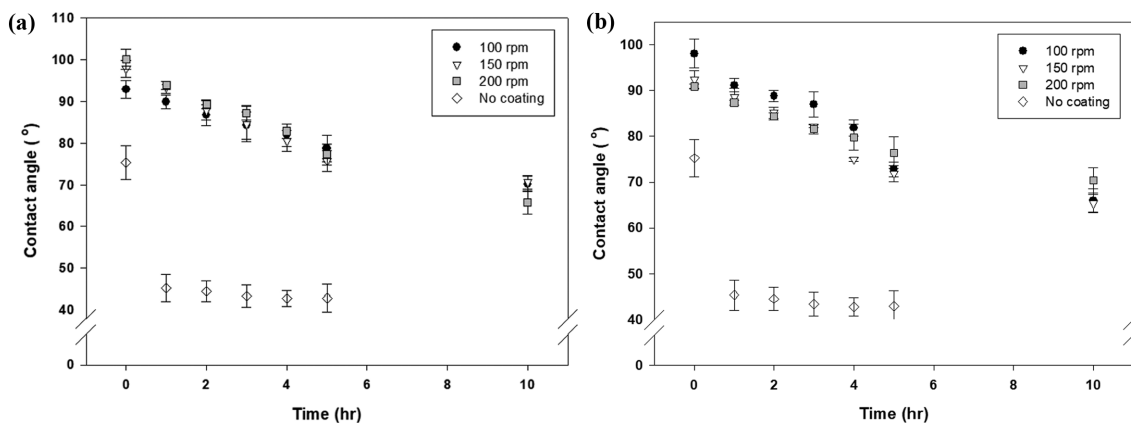 (a)
110
100
90
80
70
60
50
40
0
Contact angle ( °)
100 rpm
150 rpm
200 rpm
No coating
0 2 4 6 8 10
Time (hr)
(b)
100
90
80
70
60
50
40
0
Contact angle ( °)
100 rpm
150 rpm
200 rpm
No coating
0 2 4 6 8 10
Time (hr)